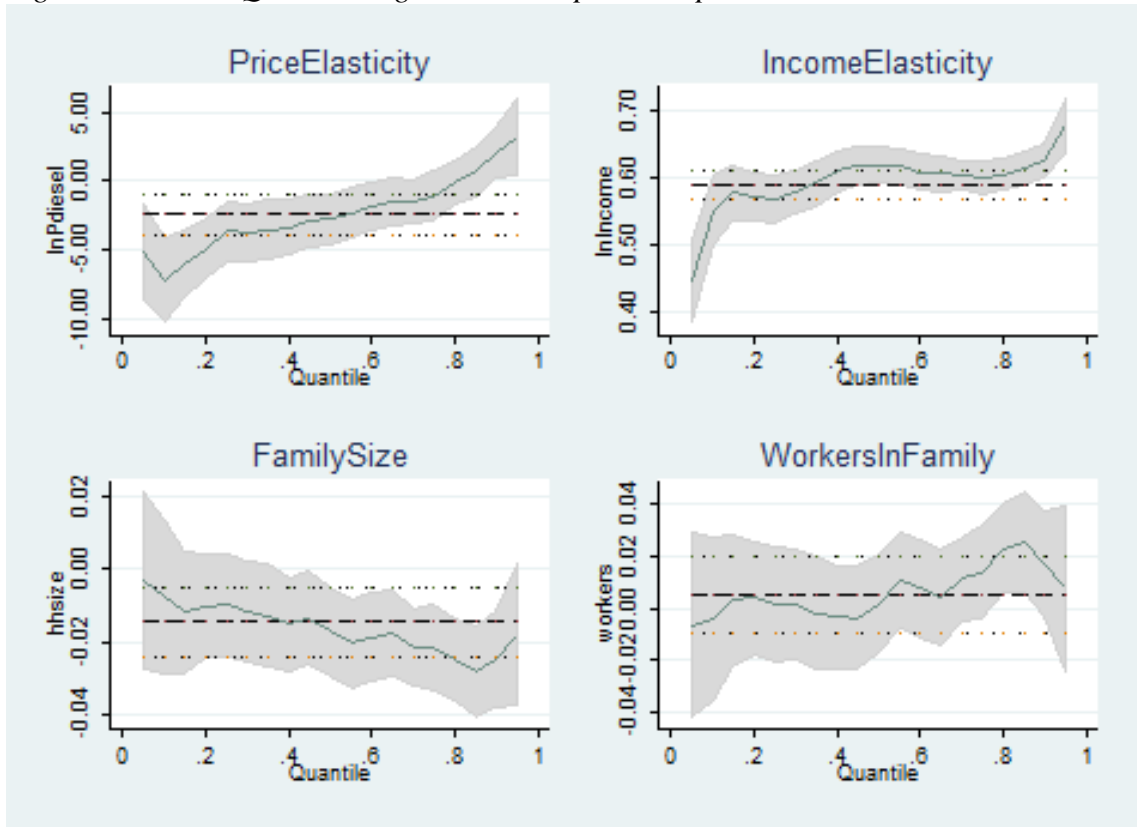 PriceElasticity
lnPdiesel
5.00
0.00
-5.00
-10.00
0 .2 .4 .6 .8 1
Quantile
IncomeElasticity
lnIncome
0.70
0.60
0.50
0.40
0 .2 .4 .6 .8 1
Quantile
FamilySize
hhsize
0.02
0.00
-0.02
-0.04
0 .2 .4 .6 .8 1
Quantile
WorkersInFamily
workers
0.04
0.02
0.00
-0.02
-0.04
0 .2 .4 .6 .8 1
Quantile